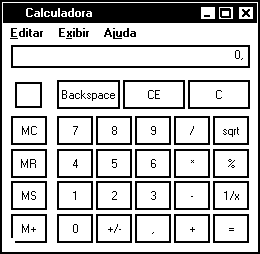 Calculadora
Editar Exibir Ajuda
0,
Backspace CE C
MC 7 8 9 / sqrt
MR 4 5 6 * %
MS 1 2 3 - 1/x
M+ 0 +/- , + =